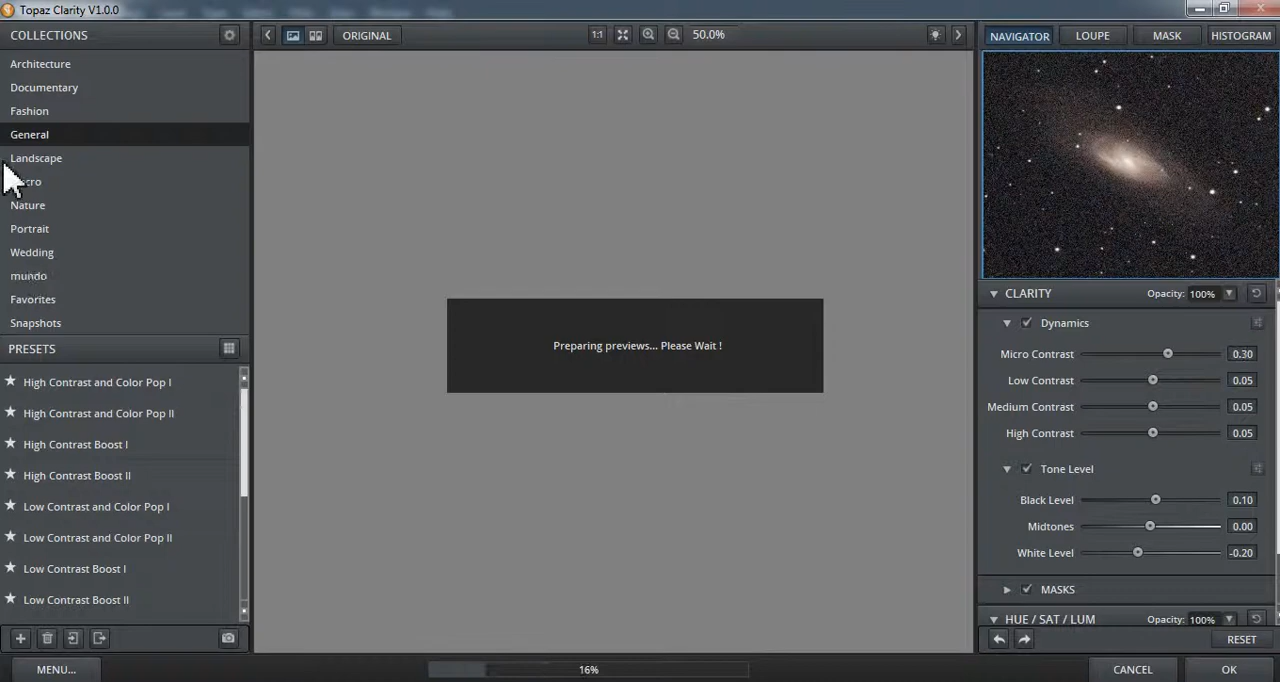 Topaz Clarity V1.0.0
COLLECTIONS
Architecture
Documentary
Fashion
General
Landscape
cro
Nature
Portrait
Wedding
mundo
Favorites
Snapshots
PRESETS
High Contrast and Color Pop I
High Contrast and Color Pop II
High Contrast Boost I
High Contrast Boost II
Low Contrast and Color Pop I
Low Contrast and Color Pop II
Low Contrast Boost I
Low Contrast Boost II
MENU...
ORIGINAL
1:1
50.0%
Preparing previews... Please Wait !
16%
NAVIGATOR
LOUPE
MASK
HISTOGRAM
CLARITY
Opacity: 100%
Dynamics
Micro Contrast 0.30
Low Contrast 0.05
Medium Contrast 0.05
High Contrast 0.05
Tone Level
Black Level 0.10
Midtones 0.00
White Level -0.20
MASKS
HUE / SAT / LUM
Opacity: 100%
RESET
CANCEL
OK